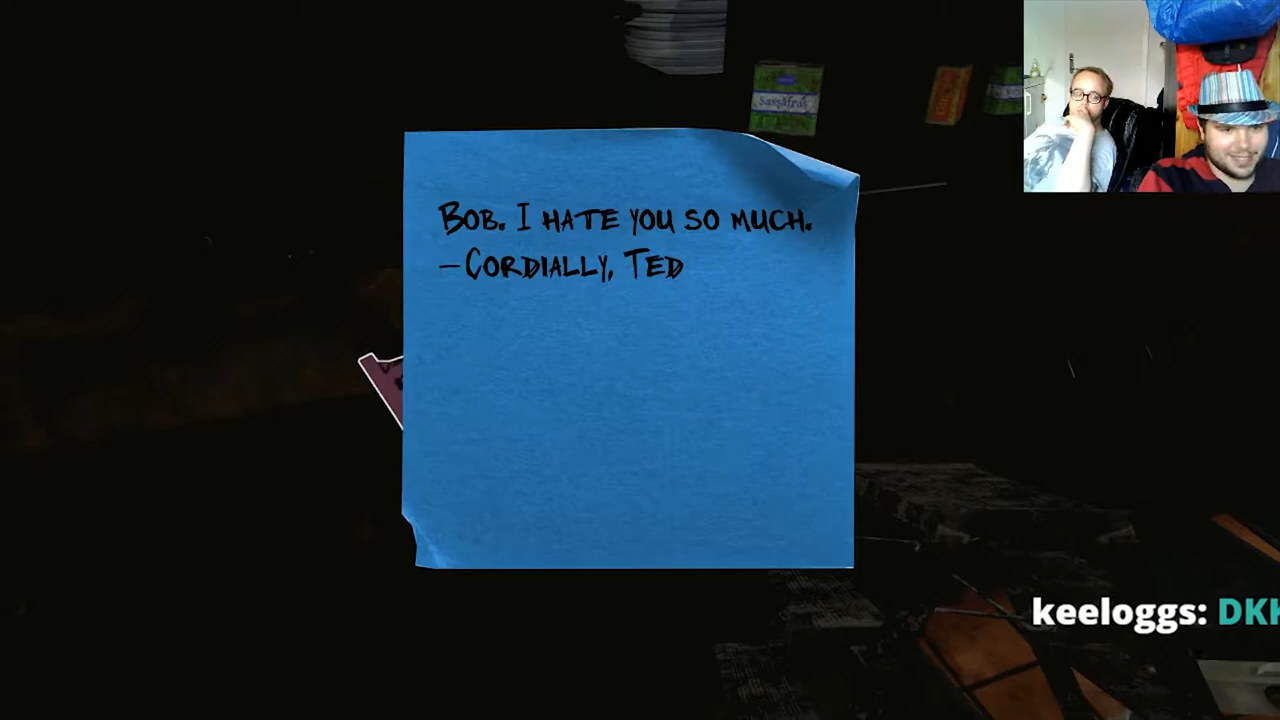 Sassafras
BOB. I HATE YOU SO MUCH.
—CORDIALLY, TED
keeloggs: DKH